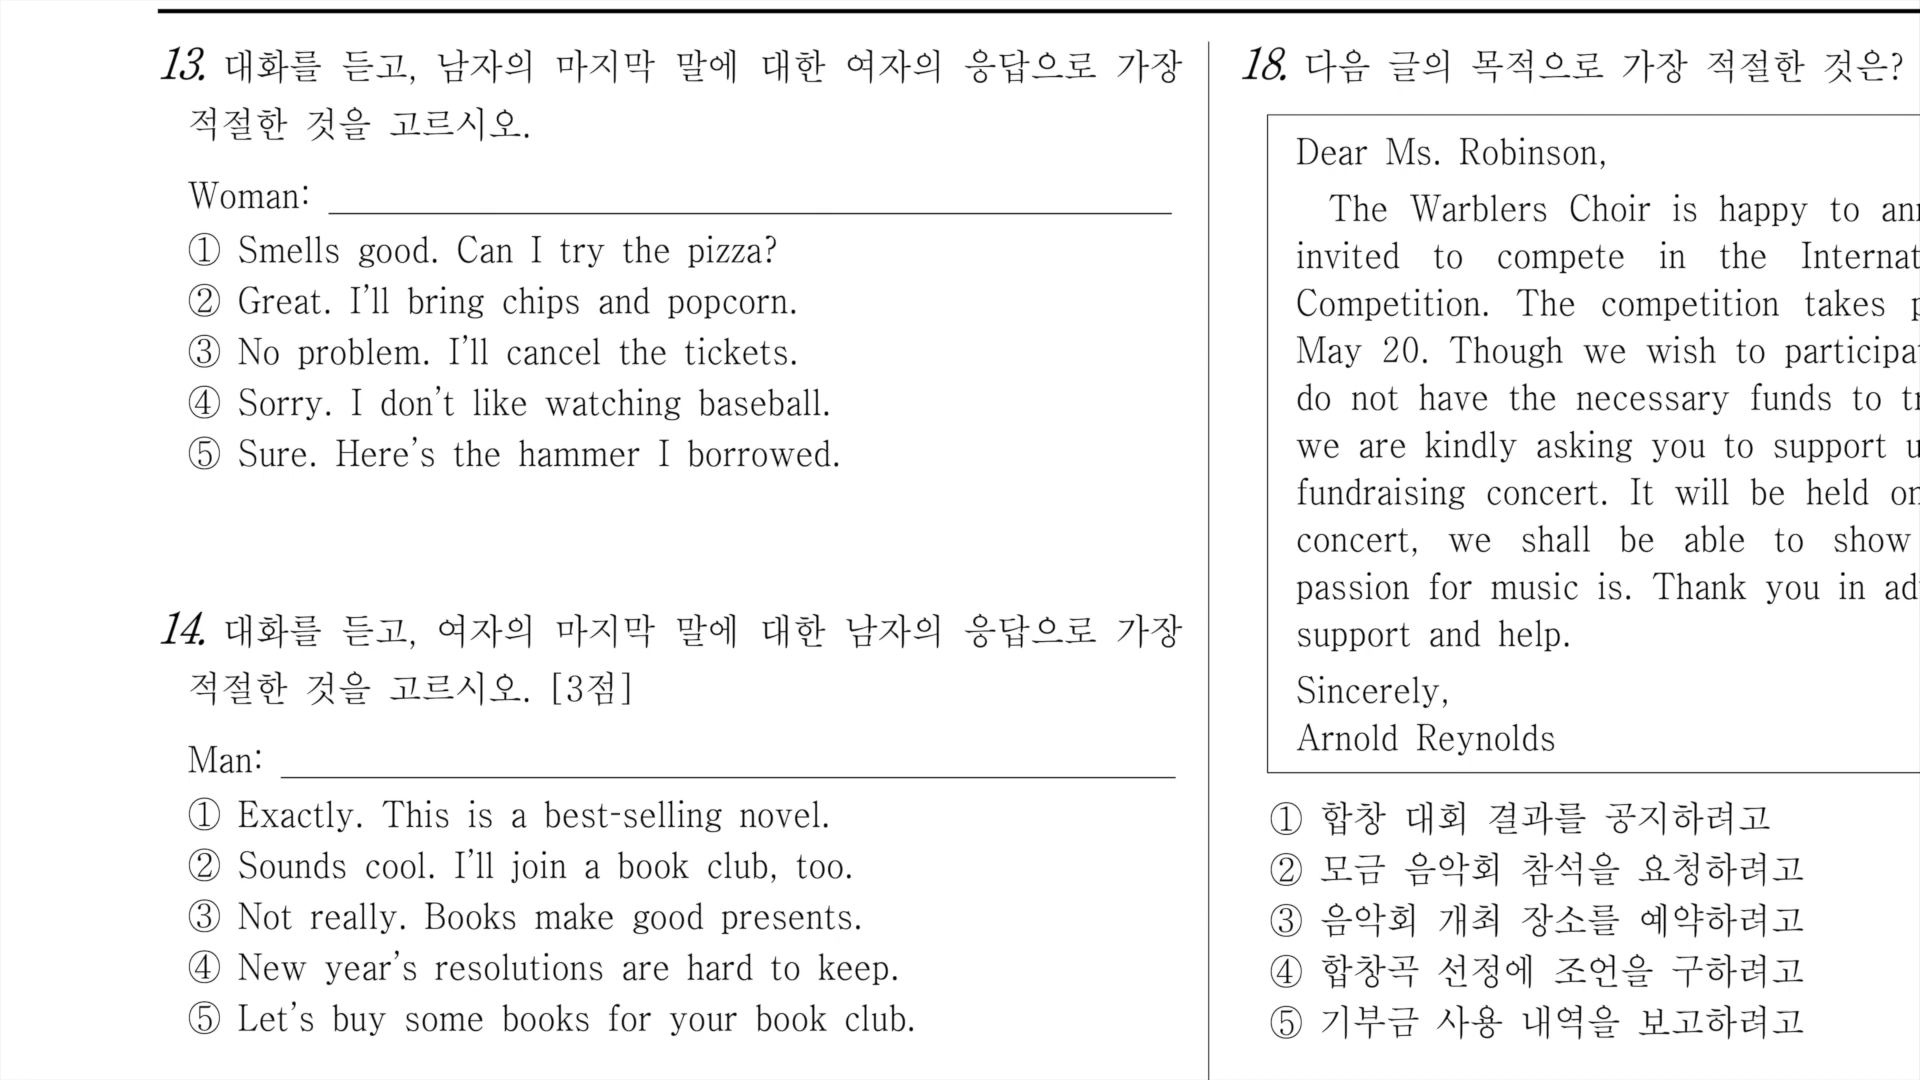 13. 대화를 듣고, 남자의 마지막 말에 대한 여자의 응답으로 가장
적절한 것을 고르시오.
Woman:
① Smells good. Can I try the pizza?
② Great. I’ll bring chips and popcorn.
③ No problem. I’ll cancel the tickets.
④ Sorry. I don’t like watching baseball.
⑤ Sure. Here’s the hammer I borrowed.
14. 대화를 듣고, 여자의 마지막 말에 대한 남자의 응답으로 가장
적절한 것을 고르시오. [3점]
Man:
① Exactly. This is a best-selling novel.
② Sounds cool. I’ll join a book club, too.
③ Not really. Books make good presents.
④ New year’s resolutions are hard to keep.
⑤ Let’s buy some books for your book club.
18. 다음 글의 목적으로 가장 적절한 것은?
Dear Ms. Robinson,
The Warblers Choir is happy to
invited to compete in the
Competition. The competition takes
May 20. Though we wish to
do not have the necessary funds to
we are kindly asking you to support
fundraising concert. It will be held
concert, we shall be able to show
passion for music is. Thank you in
support and help.
Sincerely,
Arnold Reynolds
① 합창 대회 결과를 공지하려고
② 모금 음악회 참석을 요청하려고
③ 음악회 개최 장소를 예약하려고
④ 합창곡 선정에 조언을 구하려고
⑤ 기부금 사용 내역을 보고하려고